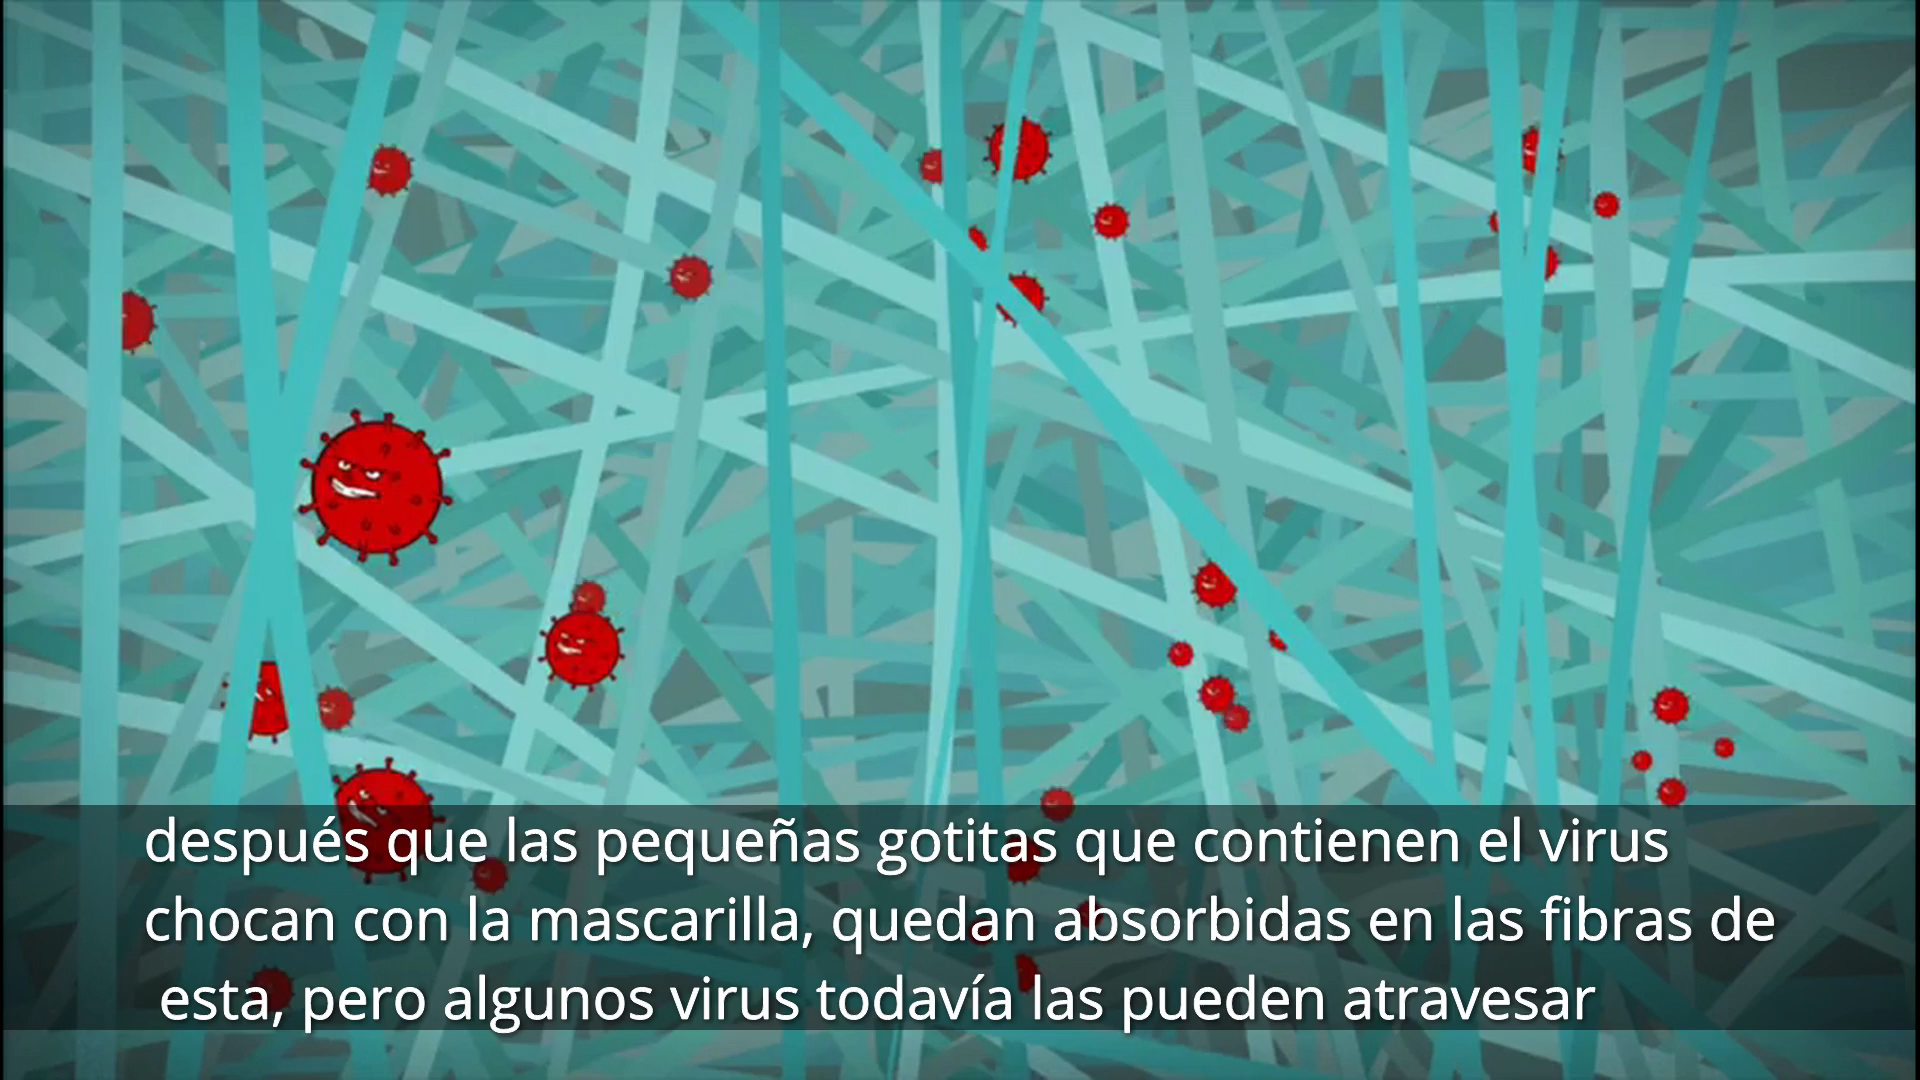 después que las pequeñas gotitas que contienen el virus
chocan con la mascarilla, quedan absorbidas en las fibras de
esta, pero algunos virus todavía las pueden atravesar